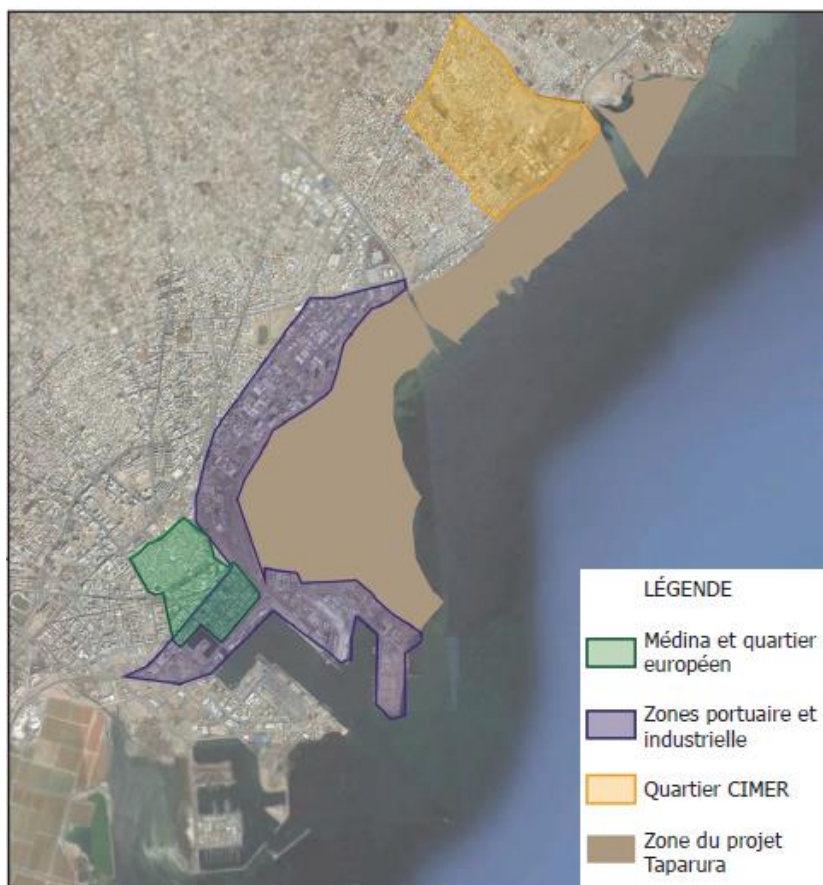 LÉGENDE
Médina et quartier
européen
Zones portuaire et
industrielle
Quartier CIMER
Zone du projet
Taparura